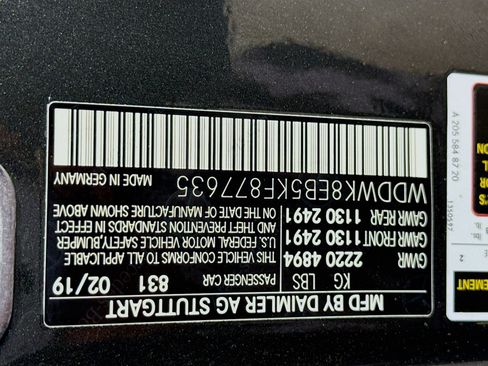 MFD BY DAIMLER AG STUTTGART
KG LBS
GVWR 2220 4894
GAWR FRONT 1130 2491
GAWR REAR 1130 2491
PASSENGER CAR 831 02/19
THIS VEHICLE CONFORMS TO ALL APPLICABLE
U.S. FEDERAL MOTOR VEHICLE SAFETY, BUMPER
AND THEFT PREVENTION STANDARDS IN EFFECT
ON THE DATE OF MANUFACTURE SHOWN ABOVE
WDDWK8EB5KF877635
MADE IN GERMANY
A 205 584 87 20
1350597
2